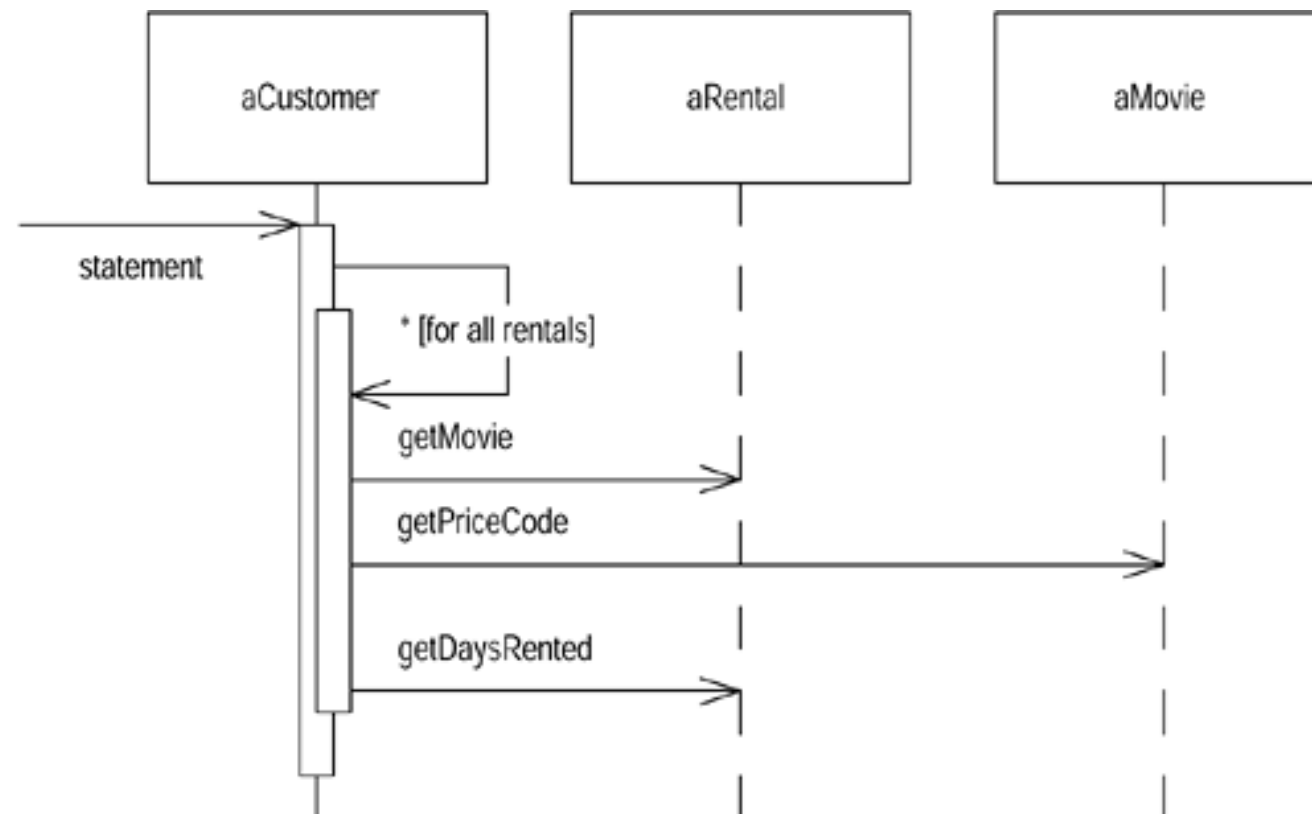 aCustomer
aRental
aMovie
statement
* [for all rentals]
getMovie
getPriceCode
getDaysRented